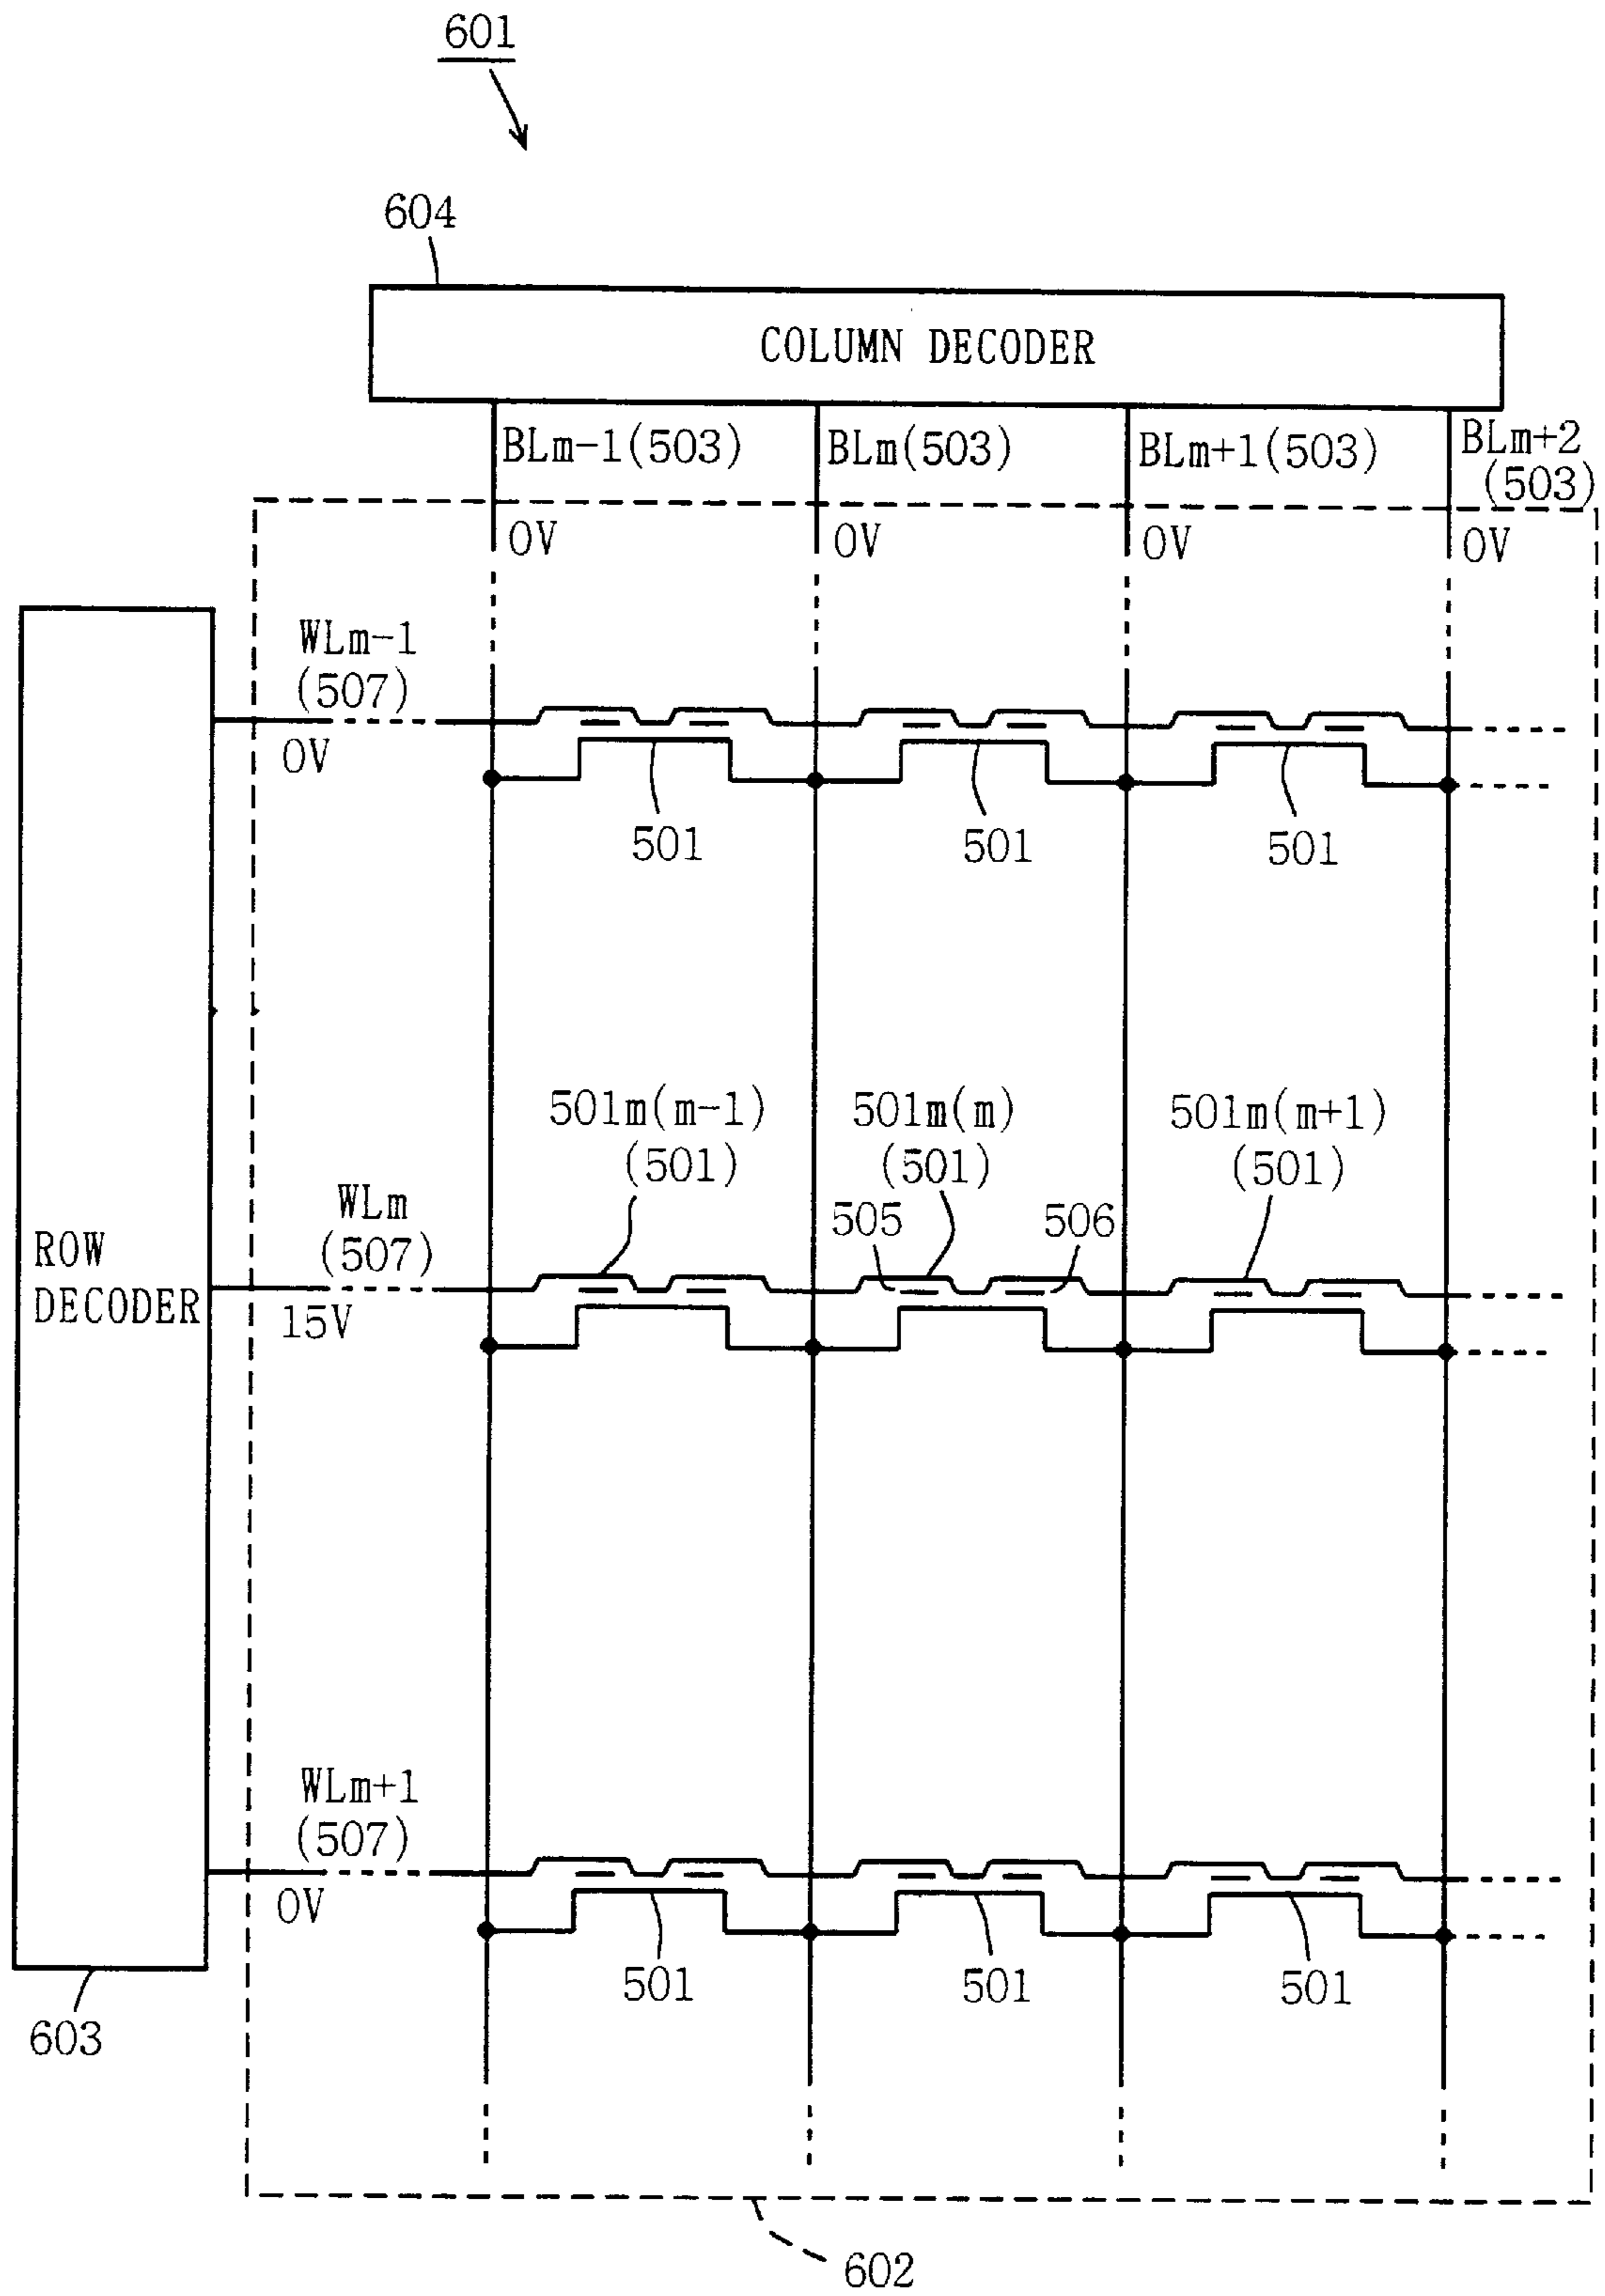 601
604
COLUMN DECODER
BLm-1(503)
BLm(503)
BLm+1(503)
BLm+2
(503)
0V
0V
0V
0V
WLm-1
(507)
0V
501
501
501
501m(m-1)
(501)
501m(m)
(501)
501m(m+1)
(501)
505
506
WLm
(507)
15V
ROW
DECODER
WLm+1
(507)
0V
501
501
501
603
602